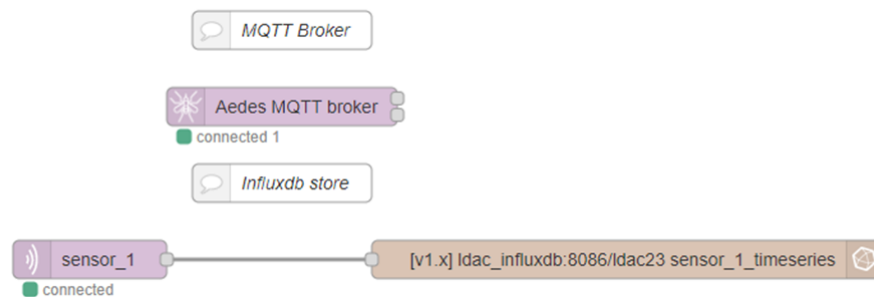 MQTT Broker
Aedes MQTT broker
connected 1
Influxdb store
sensor_1
[v1.x] ldac_influxdb:8086/ldac23 sensor_1_timeseries
connected